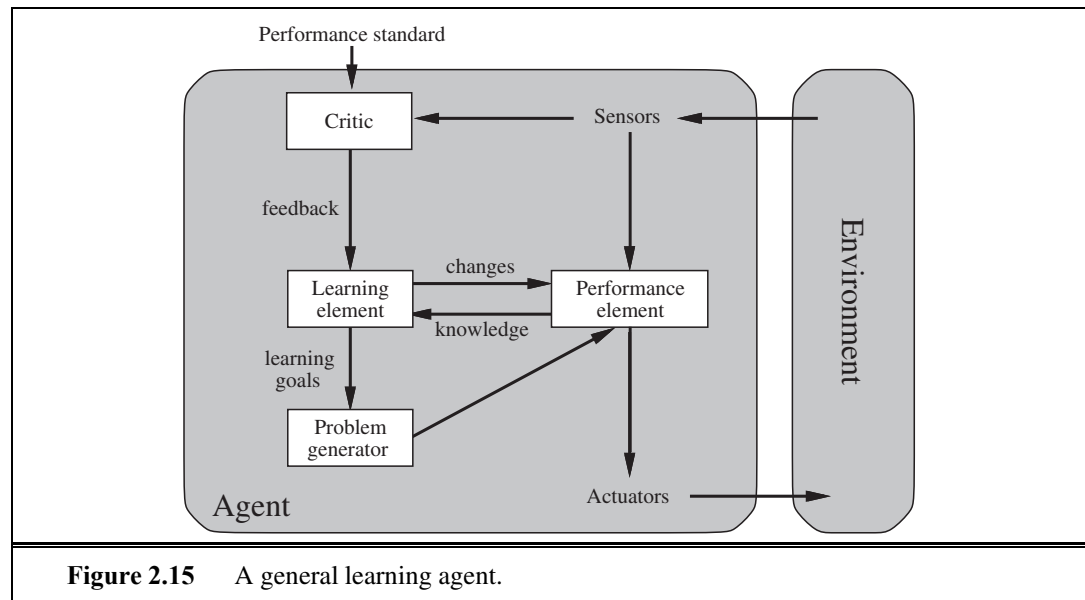 Performance standard
Critic
Sensors
feedback
changes
Learning
element
Performance
element
knowledge
learning
goals
Problem
generator
Agent
Actuators
Environment
Figure 2.15 A general learning agent.